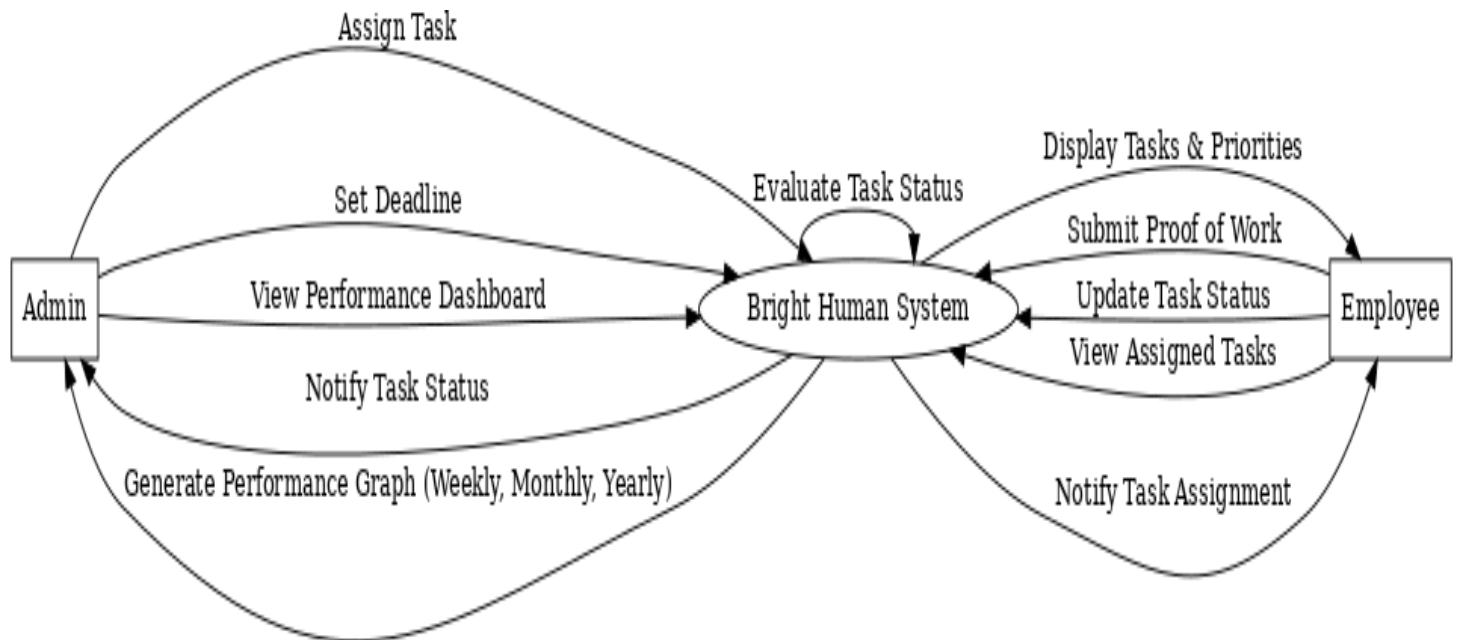 Assign Task
Display Tasks & Priorities
Evaluate Task Status
Set Deadline
Submit Proof of Work
View Performance Dashboard
Update Task Status
Admin
Bright Human System
Employee
View Assigned Tasks
Notify Task Status
Generate Performance Graph (Weekly, Monthly, Yearly)
Notify Task Assignment